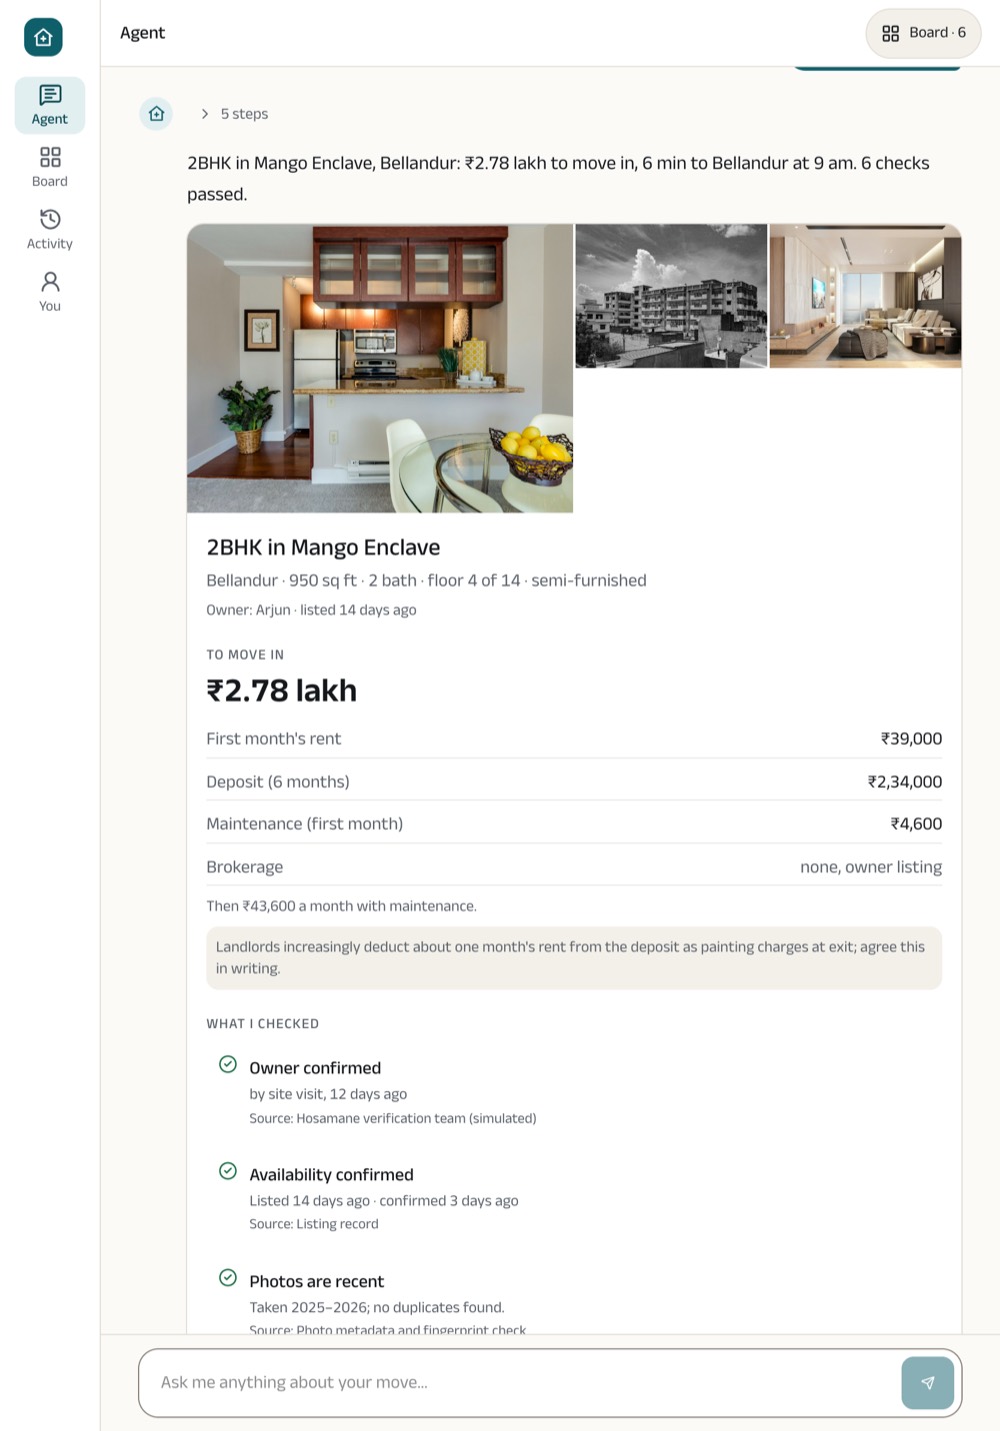 Agent
Board · 6
Agent
Board
Activity
You
5 steps
2BHK in Mango Enclave, Bellandur: ₹2.78 lakh to move in, 6 min to Bellandur at 9 am. 6 checks
passed.
2BHK in Mango Enclave
Bellandur · 950 sq ft · 2 bath · floor 4 of 14 · semi-furnished
Owner: Arjun · listed 14 days ago
TO MOVE IN
₹2.78 lakh
First month's rent ₹39,000
Deposit (6 months) ₹2,34,000
Maintenance (first month) ₹4,600
Brokerage none, owner listing
Then ₹43,600 a month with maintenance.
Landlords increasingly deduct about one month's rent from the deposit as painting charges at exit; agree this
in writing.
WHAT I CHECKED
Owner confirmed
by site visit, 12 days ago
Source: Hosamane verification team (simulated)
Availability confirmed
Listed 14 days ago · confirmed 3 days ago
Source: Listing record
Photos are recent
Taken 2025–2026; no duplicates found.
Source: Photo metadata and fingerprint check
Ask me anything about your move...